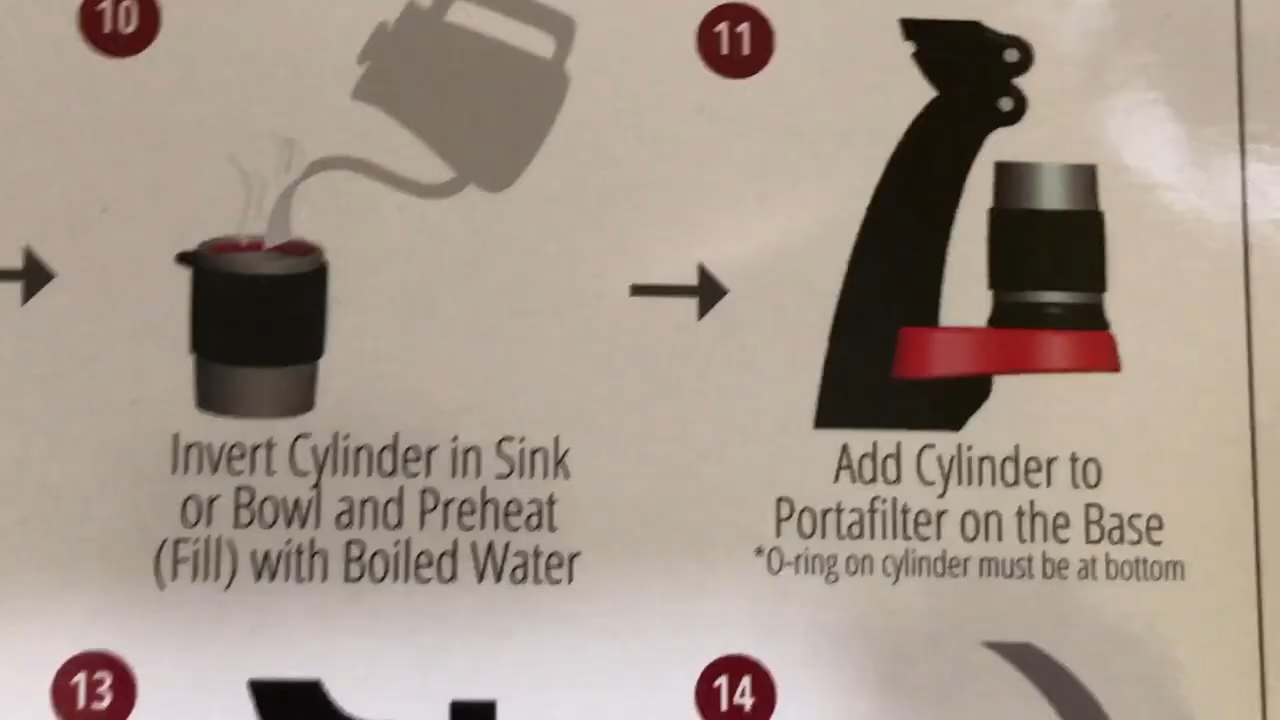 10
11
Invert Cylinder in Sink
or Bowl and Preheat
(Fill) with Boiled Water
Add Cylinder to
Portafilter on the Base
*O-ring on cylinder must be at bottom
13
14